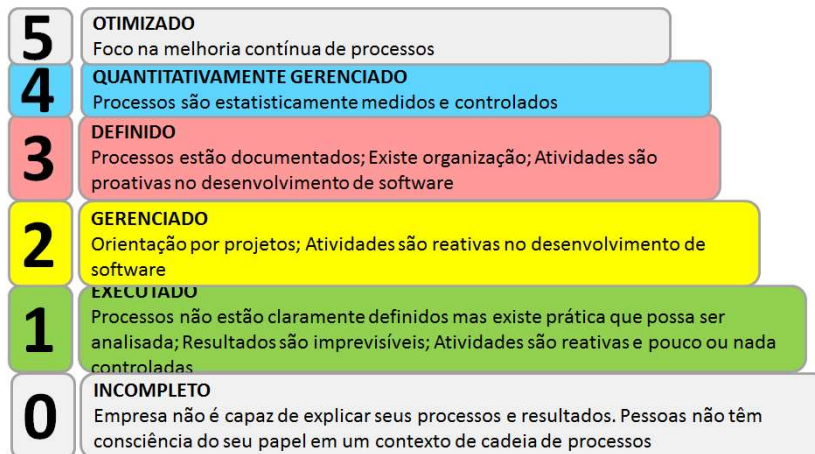 5
OTIMIZADO
Foco na melhoria contínua de processos
4
QUANTITATIVAMENTE GERENCIADO
Processos são estatisticamente medidos e controlados
3
DEFINIDO
Processos estão documentados; Existe organização; Atividades são
proativas no desenvolvimento de software
2
GERENCIADO
Orientação por projetos; Atividades são reativas no desenvolvimento de
software
1
EXECUTADO
Processos não estão claramente definidos mas existe prática que possa ser
analisada; Resultados são imprevisíveis; Atividades são reativas e pouco ou nada
controladas
0
INCOMPLETO
Empresa não é capaz de explicar seus processos e resultados. Pessoas não têm
consciência do seu papel em um contexto de cadeia de processos